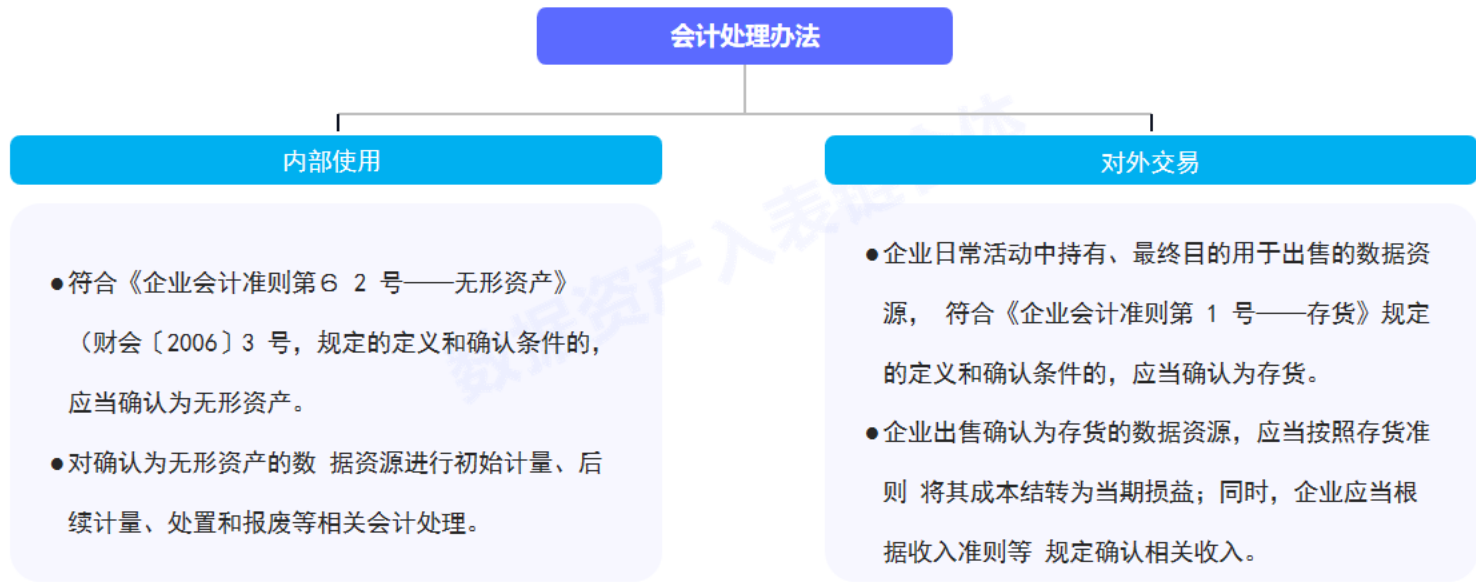 会计处理办法
内部使用
●符合《企业会计准则第６ 2 号——无形资产》
（财会〔2006〕3 号，规定的定义和确认条件的，
应当确认为无形资产。
●对确认为无形资产的数 据资源进行初始计量、后
续计量、处置和报废等相关会计处理。
对外交易
●企业日常活动中持有、最终目的用于出售的数据资
源， 符合《企业会计准则第 1 号——存货》规定
的定义和确认条件的，应当确认为存货。
●企业出售确认为存货的数据资源，应当按照存货准
则 将其成本结转为当期损益；同时，企业应当根
据收入准则等 规定确认相关收入。
数据资产入表链合体